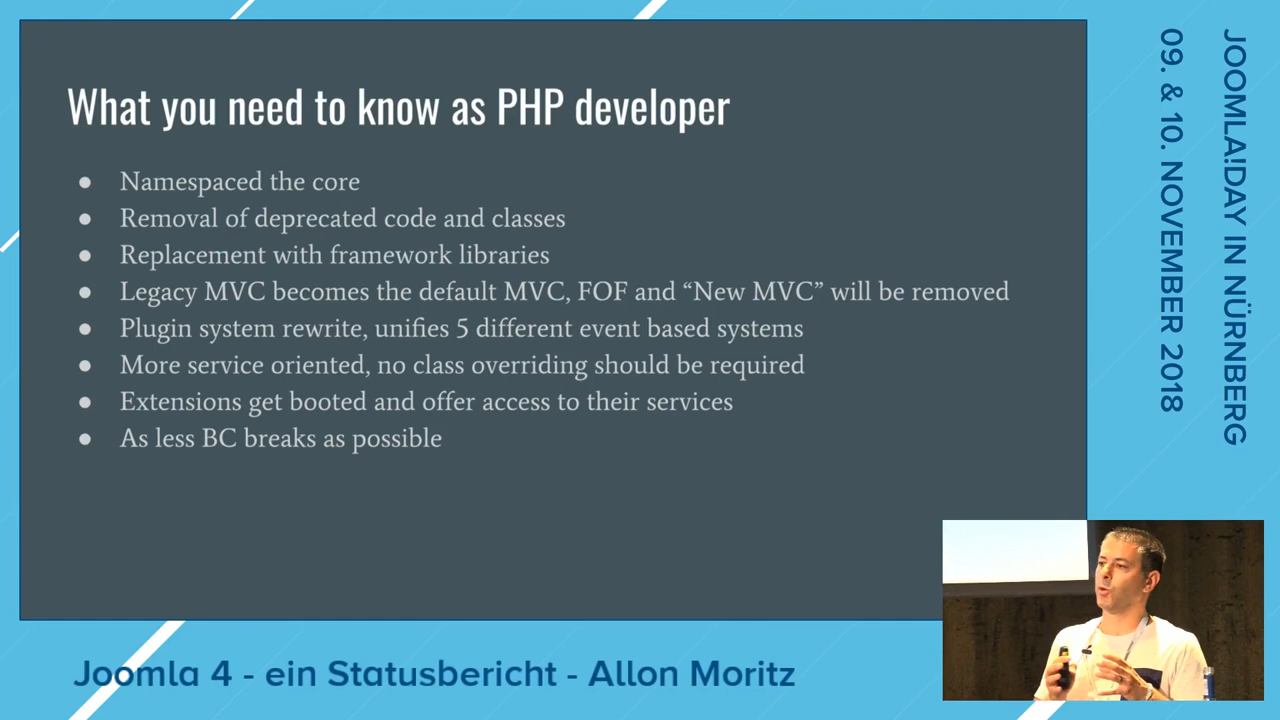 What you need to know as PHP developer
● Namespaced the core
● Removal of deprecated code and classes
● Replacement with framework libraries
● Legacy MVC becomes the default MVC, FOF and “New MVC” will be removed
● Plugin system rewrite, unifies 5 different event based systems
● More service oriented, no class overriding should be required
● Extensions get booted and offer access to their services
● As less BC breaks as possible
JOOMLA!DAY IN NÜRNBERG
09. & 10. NOVEMBER 2018
Joomla 4 - ein Statusbericht - Allon Moritz